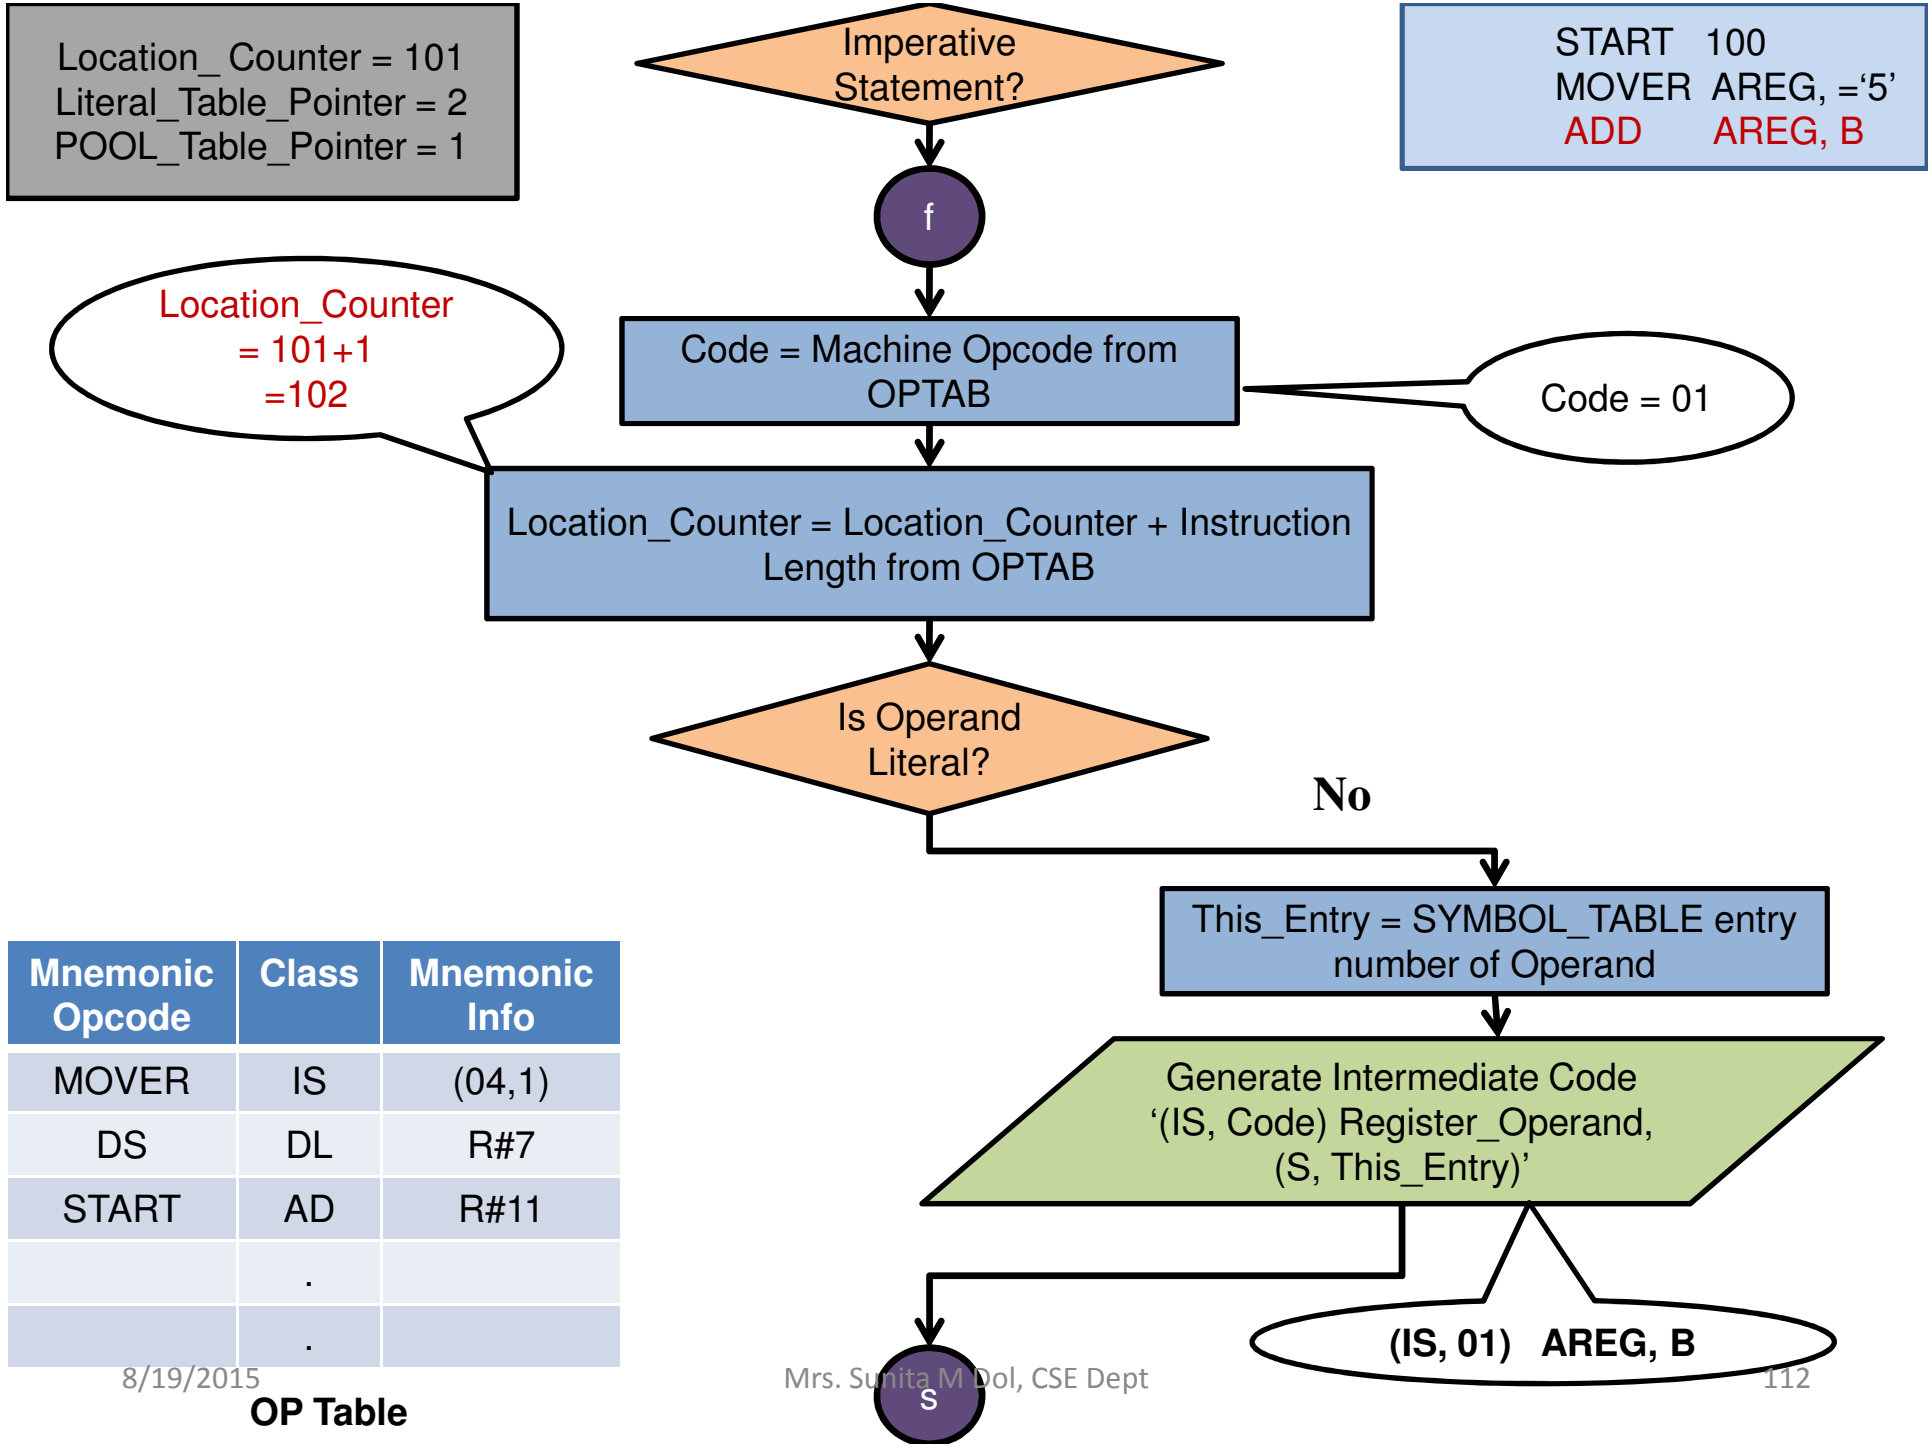 Location_ Counter = 101
Literal_Table_Pointer = 2
POOL_Table_Pointer = 1
Imperative
Statement?
START 100
MOVER AREG, =‘5’
ADD AREG, B
f
Location_Counter
= 101+1
=102
Code = Machine Opcode from
OPTAB
Code = 01
Location_Counter = Location_Counter + Instruction
Length from OPTAB
Is Operand
Literal?
No
This_Entry = SYMBOL_TABLE entry
number of Operand
Generate Intermediate Code
‘(IS, Code) Register_Operand,
(S, This_Entry)’
(IS, 01) AREG, B
s
Mnemonic Opcode Class Mnemonic Info
MOVER IS (04,1)
DS DL R#7
START AD R#11
.
.
OP Table
8/19/2015
Mrs. Sunita M Dol, CSE Dept
112